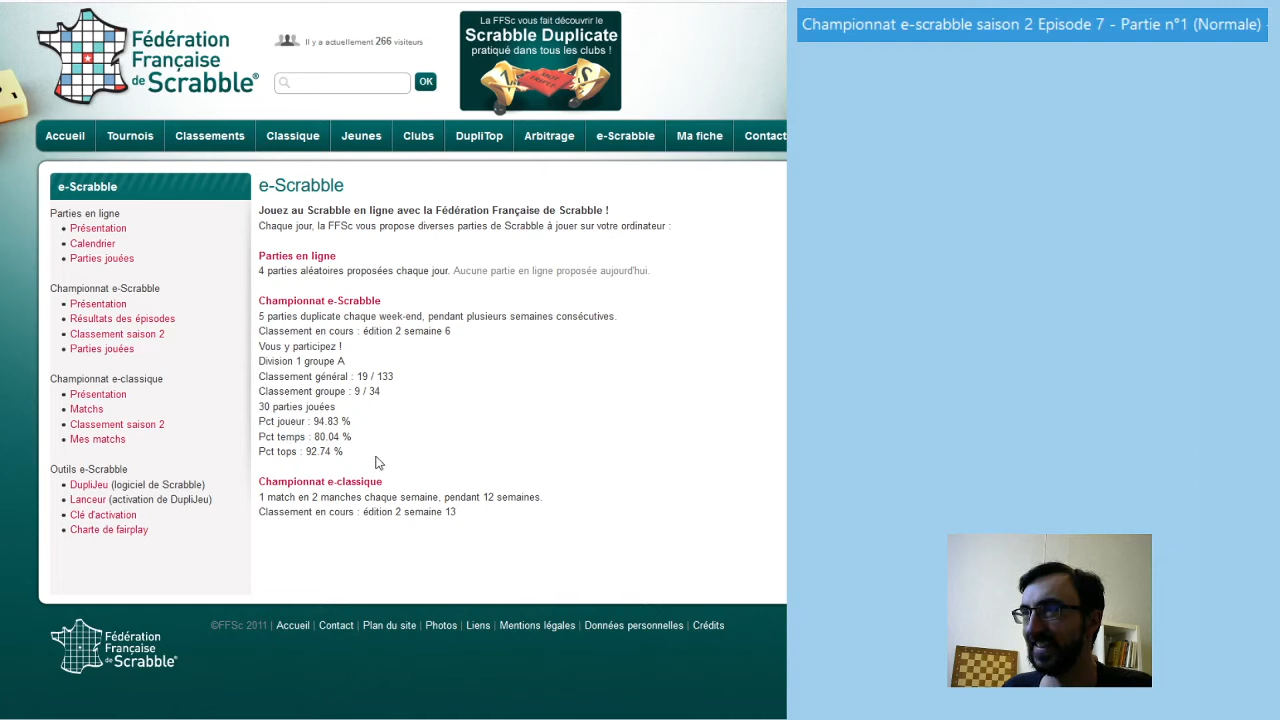 Fédération
Française
de Scrabble®
Il y a actuellement 266 visiteurs
OK
La FFSc vous fait découvrir le
Scrabble Duplicate
pratiqué dans tous les clubs !
Championnat e-scrabble saison 2 Episode 7 - Partie n°1 (Normale) -
Accueil
Tournois
Classements
Classique
Jeunes
Clubs
DupliTop
Arbitrage
e-Scrabble
Ma fiche
Contact
e-Scrabble
Parties en ligne
Présentation
Calendrier
Parties jouées
Championnat e-Scrabble
Présentation
Résultats des épisodes
Classement saison 2
Parties jouées
Championnat e-classique
Présentation
Matchs
Classement saison 2
Mes matchs
Outils e-Scrabble
DupliJeu (logiciel de Scrabble)
Lanceur (activation de DupliJeu)
Clé d'activation
Charte de fairplay
e-Scrabble
Jouez au Scrabble en ligne avec la Fédération Française de Scrabble !
Chaque jour, la FFSc vous propose diverses parties de Scrabble à jouer sur votre ordinateur :
Parties en ligne
4 parties aléatoires proposées chaque jour. Aucune partie en ligne proposée aujourd'hui.
Championnat e-Scrabble
5 parties duplicate chaque week-end, pendant plusieurs semaines consécutives.
Classement en cours : édition 2 semaine 6
Vous y participez !
Division 1 groupe A
Classement général : 19 / 133
Classement groupe : 9 / 34
30 parties jouées
Pct joueur : 94.83 %
Pct temps : 80.04 %
Pct tops : 92.74 %
Championnat e-classique
1 match en 2 manches chaque semaine, pendant 12 semaines.
Classement en cours : édition 2 semaine 13
Fédération
Française
de Scrabble
©FFSc 2011 | Accueil | Contact | Plan du site | Photos | Liens | Mentions légales | Données personnelles | Crédits